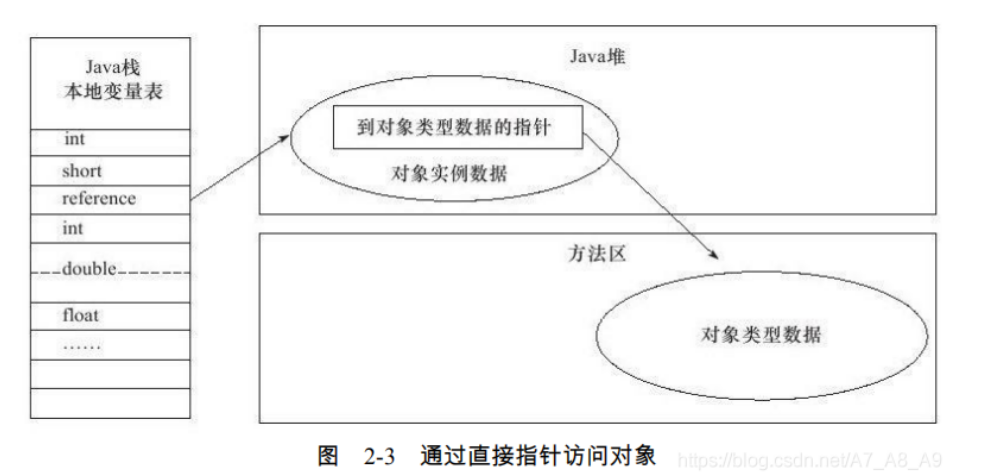 Java栈
本地变量表
int
short
reference
int
double
float
……
Java堆
到对象类型数据的指针
对象实例数据
方法区
对象类型数据
图 2-3 通过直接指针访问对象
https://blog.csdn.net/A7_A8_A9